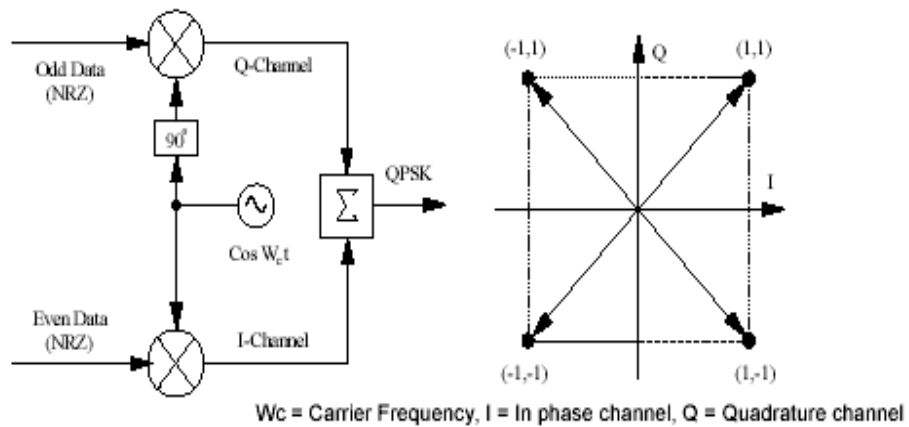 Odd Data
(NRZ)
Q-Channel
90°
QPSK
Σ
Cos Wct
Even Data
(NRZ)
I-Channel
(-1,1)
Q
(1,1)
I
(-1,-1)
(1,-1)
Wc = Carrier Frequency, I = In phase channel, Q = Quadrature channel